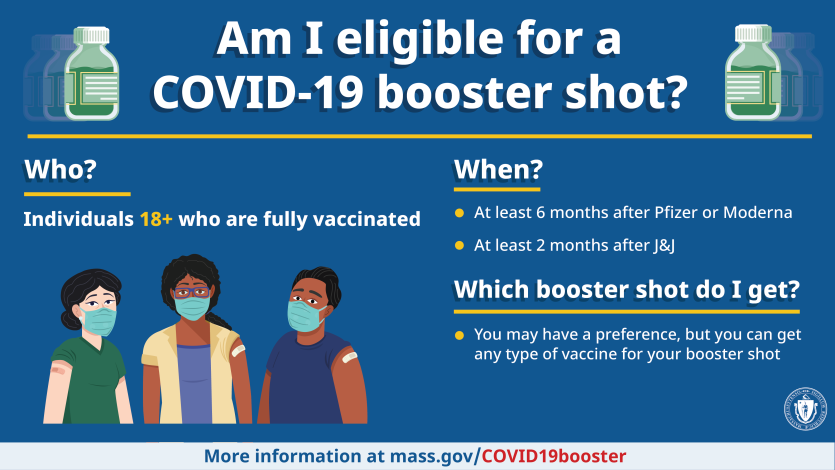 Am I eligible for a
COVID-19 booster shot?
Who?
Individuals 18+ who are fully vaccinated
When?
At least 6 months after Pfizer or Moderna
At least 2 months after J&J
Which booster shot do I get?
You may have a preference, but you can get
any type of vaccine for your booster shot
More information at mass.gov/COVID19booster